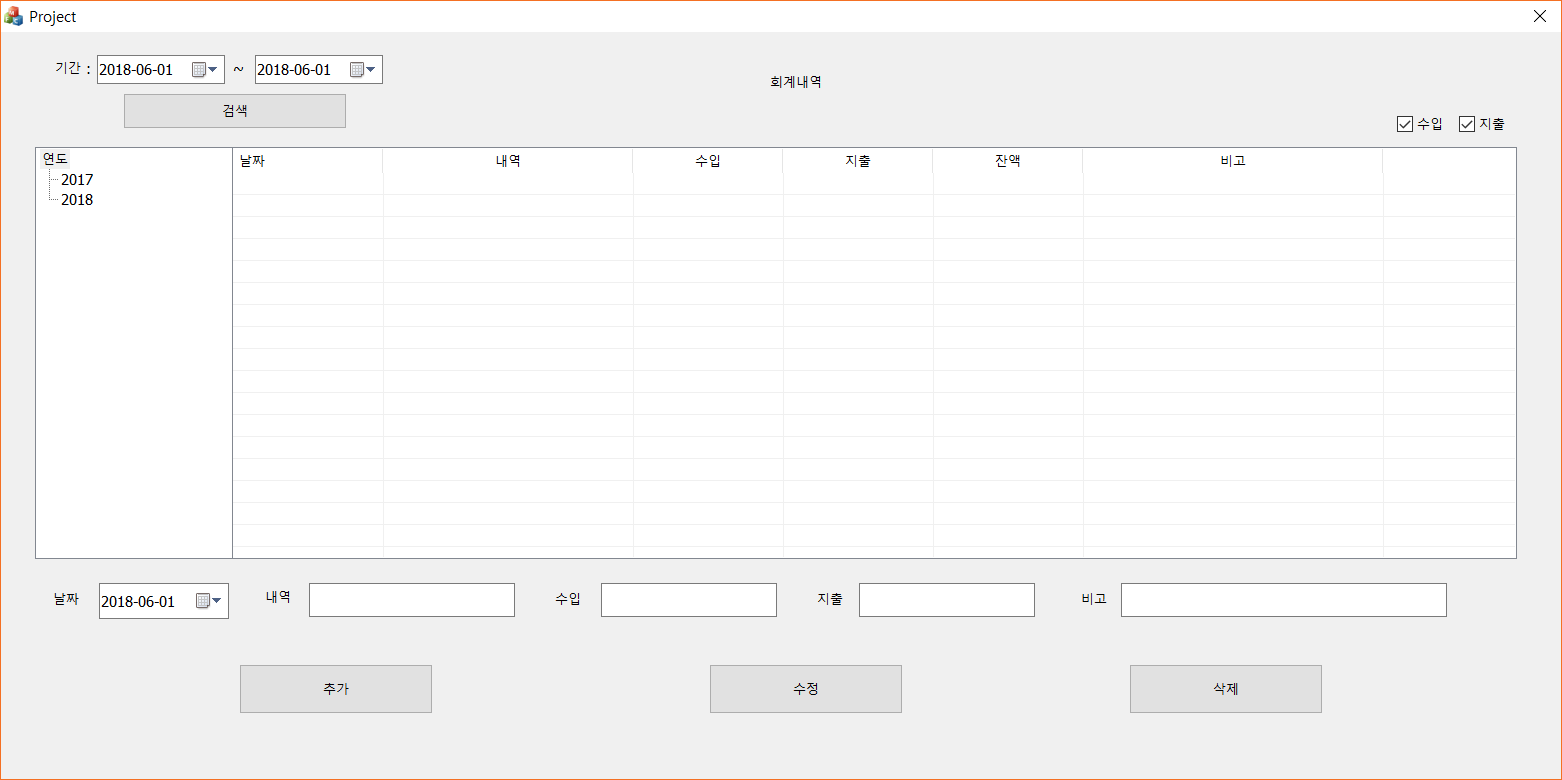 Project
기간 : 2018-06-01 ~ 2018-06-01
회계내역
검색
수입 지출
연도
2017
2018
날짜 내역 수입 지출 잔액 비고
날짜 2018-06-01 내역 수입 지출 비고
추가 수정 삭제